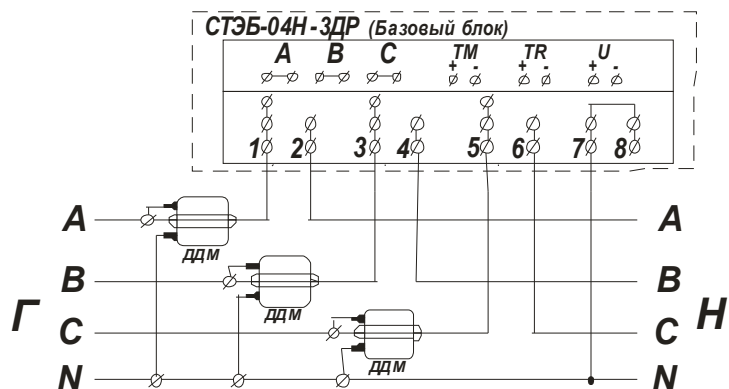 СТЭБ-04Н-3ДР (Базовый блок)
A B C TM TR U
+ - + - + -
1 2 3 4 5 6 7 8
A A
ДДМ
B B
ДДМ
Г C C Н
ДДМ
N N